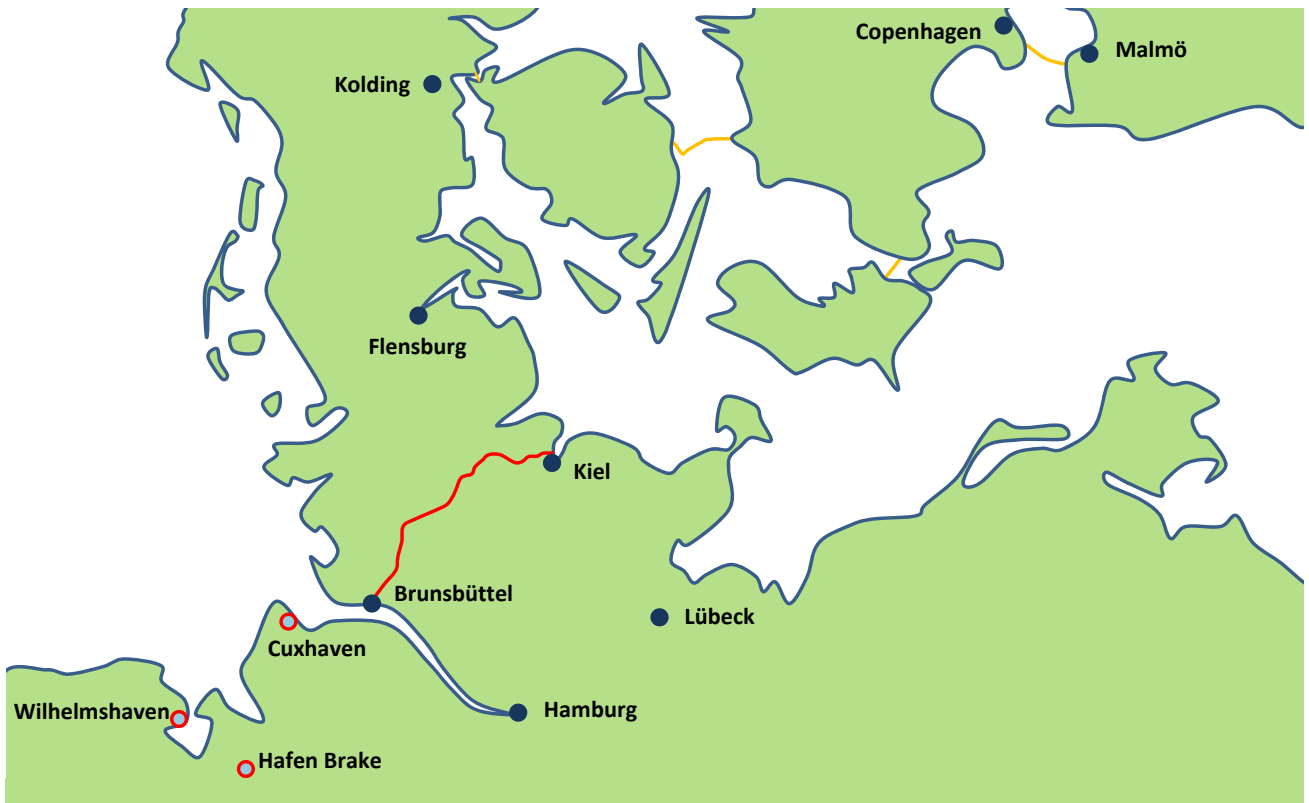 Copenhagen
Malmö
Kolding
Flensburg
Kiel
Brunsbüttel
Lübeck
Cuxhaven
Wilhelmshaven
Hamburg
Hafen Brake